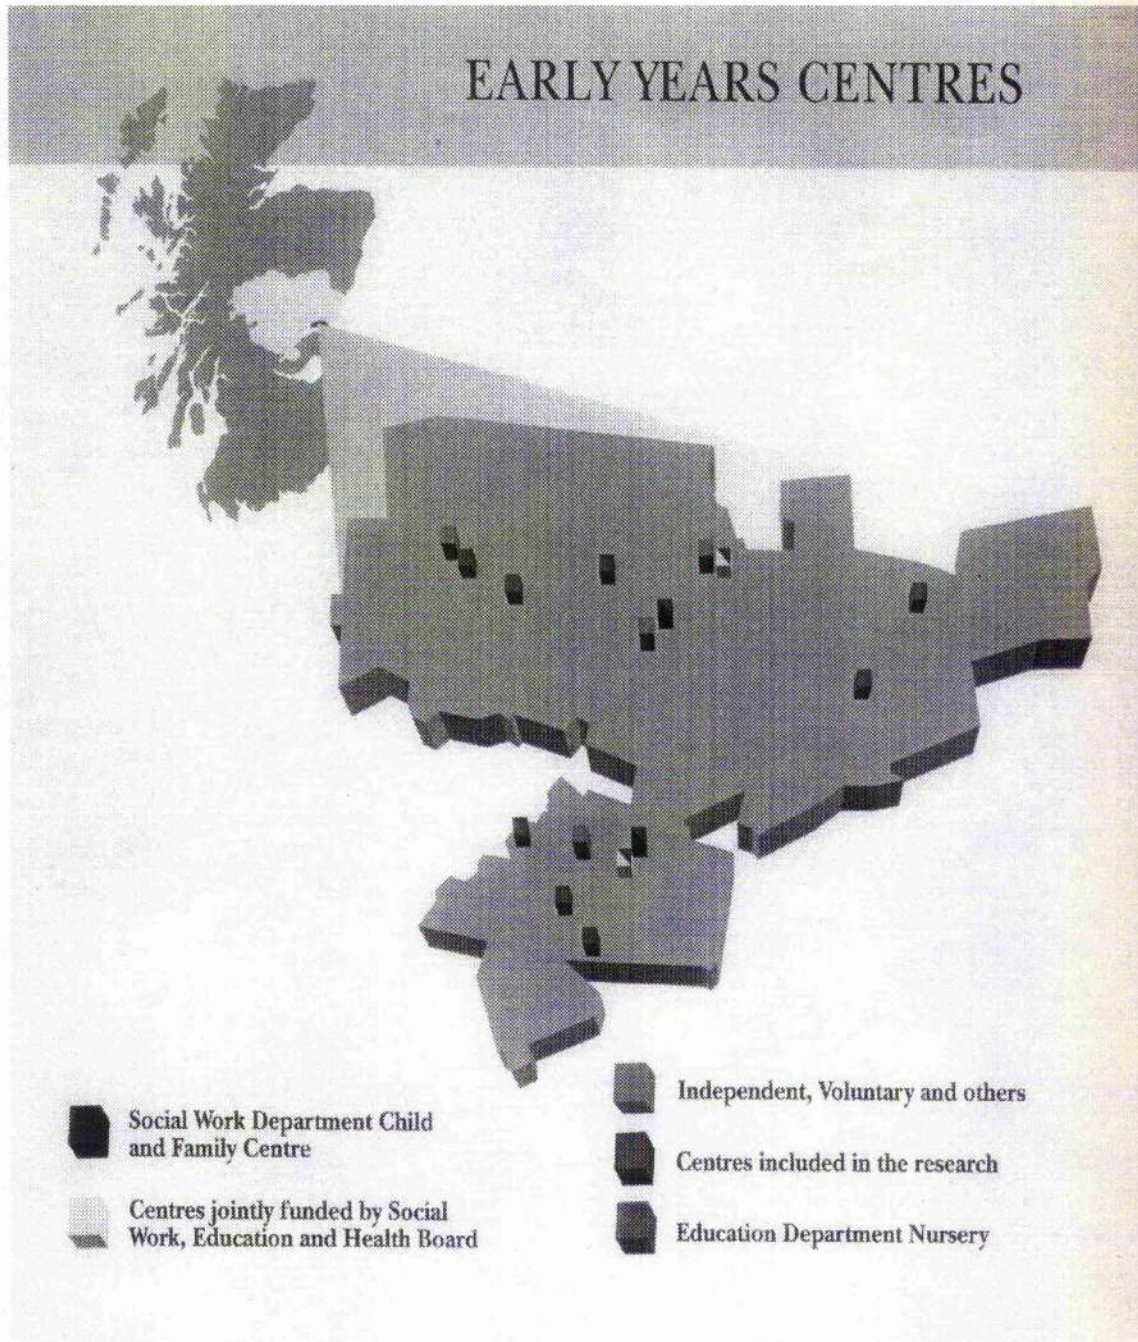 EARLY YEARS CENTRES
Social Work Department Child
and Family Centre
Centres jointly funded by Social
Work, Education and Health Board
Independent, Voluntary and others
Centres included in the research
Education Department Nursery